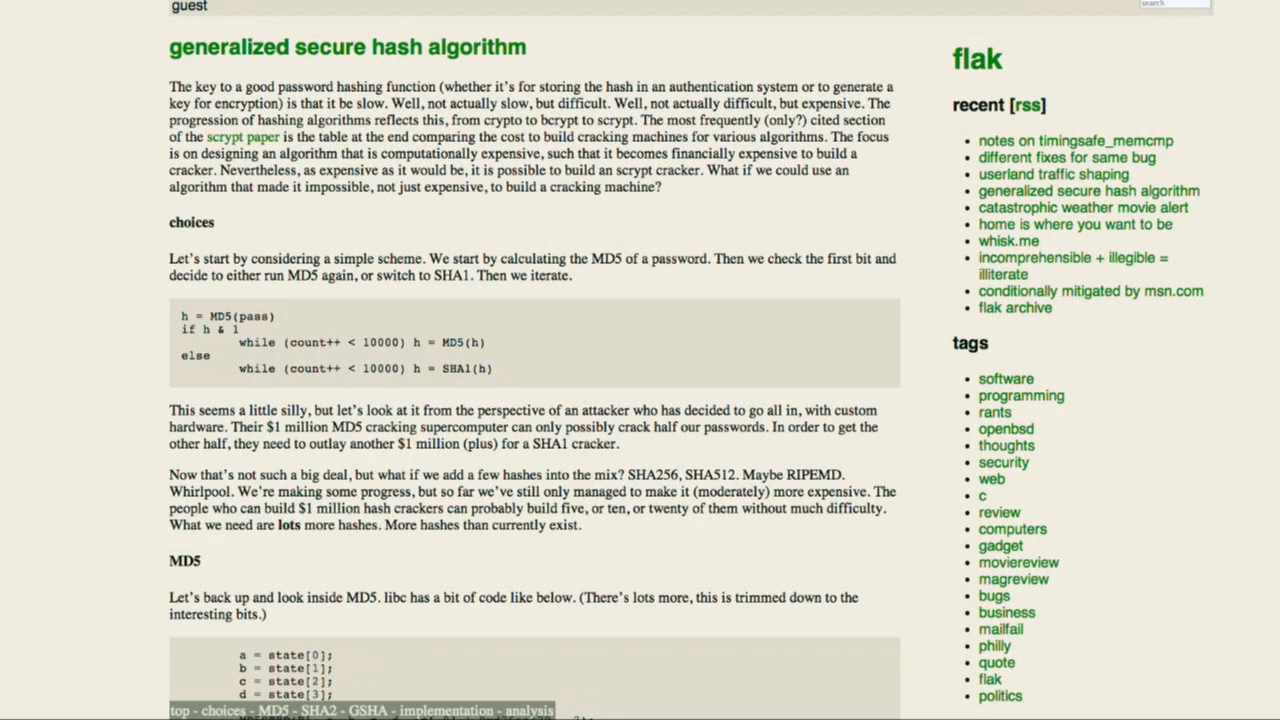 guest
search
generalized secure hash algorithm
The key to a good password hashing function (whether it's for storing the hash in an authentication system or to generate a
key for encryption) is that it be slow. Well, not actually slow, but difficult. Well, not actually difficult, but expensive. The
progression of hashing algorithms reflects this, from crypto to bcrypt to scrypt. The most frequently (only?) cited section
of the scrypt paper is the table at the end comparing the cost to build cracking machines for various algorithms. The focus
is on designing an algorithm that is computationally expensive, such that it becomes financially expensive to build a
cracker. Nevertheless, as expensive as it would be, it is possible to build an scrypt cracker. What if we could use an
algorithm that made it impossible, not just expensive, to build a cracking machine?
choices
Let's start by considering a simple scheme. We start by calculating the MD5 of a password. Then we check the first bit and
decide to either run MD5 again, or switch to SHA1. Then we iterate.
h = MD5(pass)
if h & 1
while (count++ < 10000) h = MD5(h)
else
while (count++ < 10000) h = SHA1(h)
This seems a little silly, but let's look at it from the perspective of an attacker who has decided to go all in, with custom
hardware. Their $1 million MD5 cracking supercomputer can only possibly crack half our passwords. In order to get the
other half, they need to outlay another $1 million (plus) for a SHA1 cracker.
Now that's not such a big deal, but what if we add a few hashes into the mix? SHA256, SHA512. Maybe RIPEMD.
Whirlpool. We're making some progress, but so far we've still only managed to make it (moderately) more expensive. The
people who can build $1 million hash crackers can probably build five, or ten, or twenty of them without much difficulty.
What we need are lots more hashes. More hashes than currently exist.
MD5
Let's back up and look inside MD5. libc has a bit of code like below. (There's lots more, this is trimmed down to the
interesting bits.)
a = state[0];
b = state[1];
c = state[2];
d = state[3];
top - choices - MD5 - SHA2 - GSHA - implementation - analysis
flak
recent [rss]
• notes on timingsafe_memcmp
• different fixes for same bug
• userland traffic shaping
• generalized secure hash algorithm
• catastrophic weather movie alert
• home is where you want to be
• whisk.me
• incomprehensible + illegible =
illiterate
• conditionally mitigated by msn.com
• flak archive
tags
• software
• programming
• rants
• openbsd
• thoughts
• security
• web
• c
• review
• computers
• gadget
• moviereview
• magreview
• bugs
• business
• mailfail
• philly
• quote
• flak
• politics